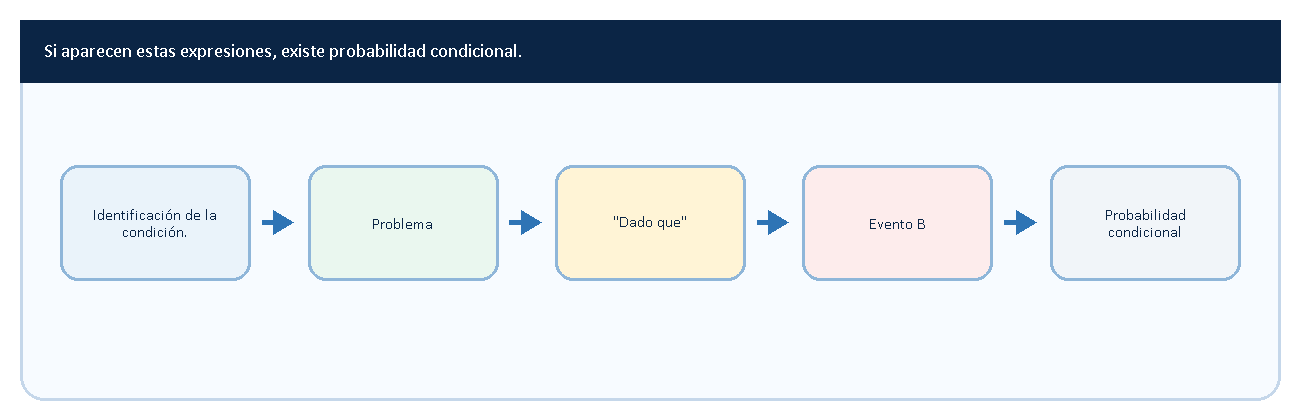 Si aparecen estas expresiones, existe probabilidad condicional.
Identificación de la
condición.
Problema
"Dado que"
Evento B
Probabilidad
condicional